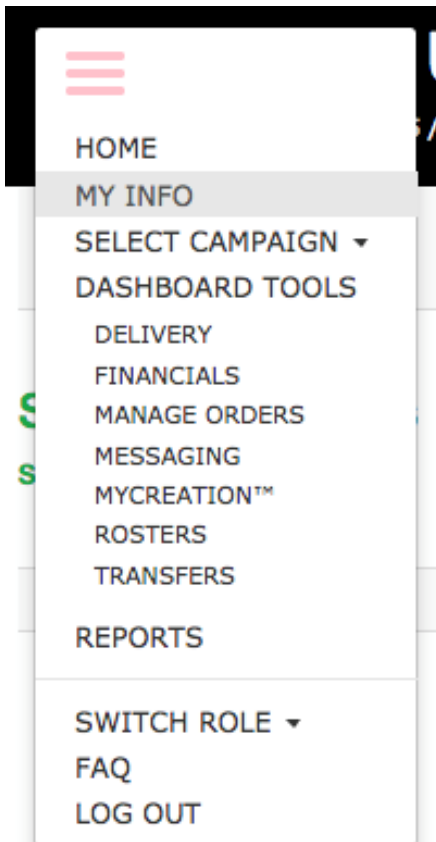 HOME
MY INFO
SELECT CAMPAIGN
DASHBOARD TOOLS
DELIVERY
FINANCIALS
MANAGE ORDERS
MESSAGING
MYCREATION™
ROSTERS
TRANSFERS
REPORTS
SWITCH ROLE
FAQ
LOG OUT